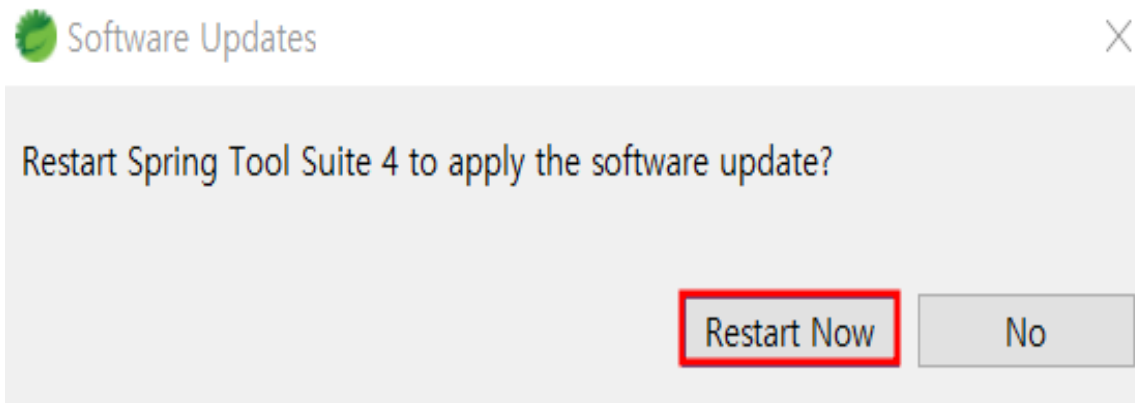 Software Updates
Restart Spring Tool Suite 4 to apply the software update?
Restart Now
No